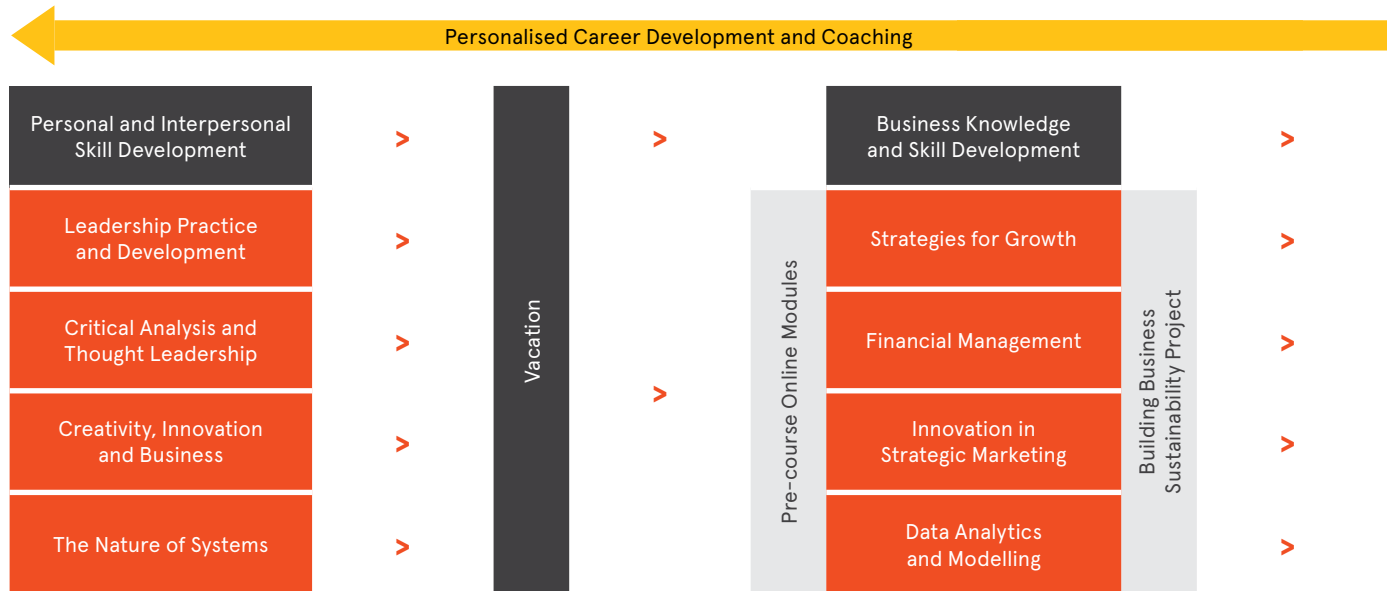 Personalised Career Development and Coaching
Personal and Interpersonal
Skill Development
>
>
Business Knowledge
and Skill Development
>
Leadership Practice
and Development
>
Critical Analysis and
Thought Leadership
>
Creativity, Innovation
and Business
>
The Nature of Systems
>
Vacation
>
Pre-course Online Modules
Strategies for Growth
Financial Management
Innovation in
Strategic Marketing
Data Analytics
and Modelling
Building Business
Sustainability Project
>
>
>
>